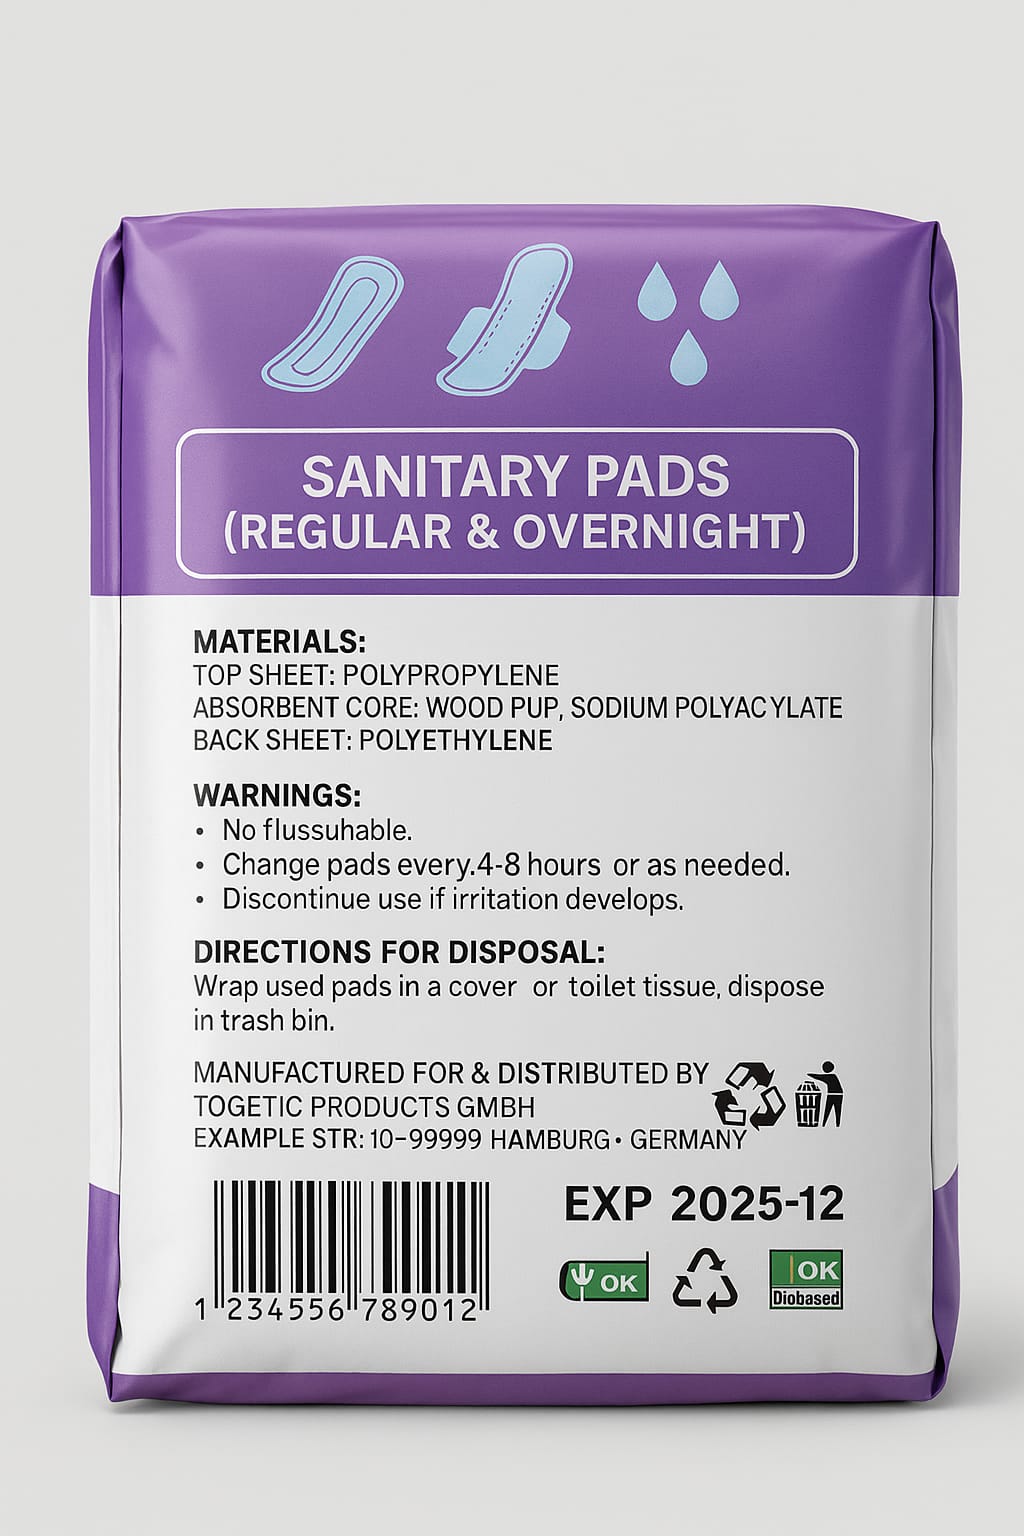 SANITARY PADS
(REGULAR & OVERNIGHT)
MATERIALS:
TOP SHEET: POLYPROPYLENE
ABSORBENT CORE: WOOD PUP, SODIUM POLYACYLATE
BACK SHEET: POLYETHYLENE
WARNINGS:
• No flussuhable.
• Change pads every.4-8 hours or as needed.
• Discontinue use if irritation develops.
DIRECTIONS FOR DISPOSAL:
Wrap used pads in a cover or toilet tissue, dispose
in trash bin.
MANUFACTURED FOR & DISTRIBUTED BY
TOGETIC PRODUCTS GMBH
EXAMPLE STR: 10-99999 HAMBURG • GERMANY
EXP 2025-12
OK
OK
Diobased
1 234556 789012